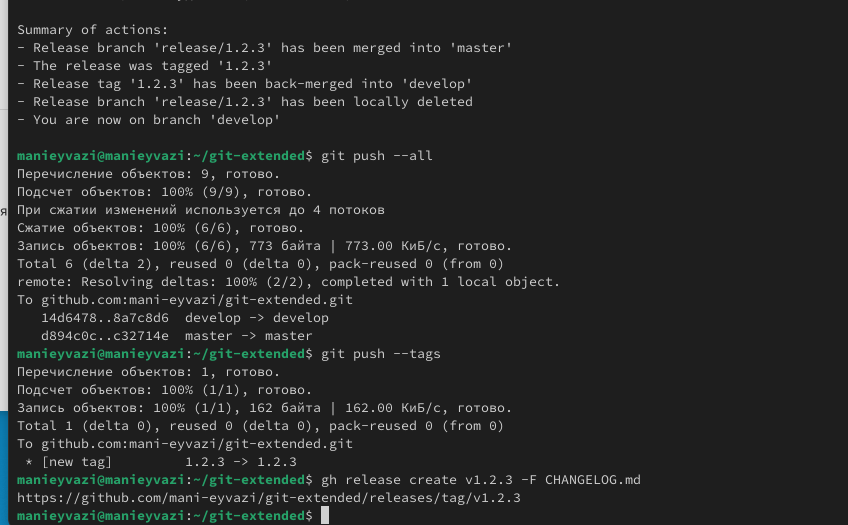 Summary of actions:
- Release branch 'release/1.2.3' has been merged into 'master'
- The release was tagged '1.2.3'
- Release tag '1.2.3' has been back-merged into 'develop'
- Release branch 'release/1.2.3' has been locally deleted
- You are now on branch 'develop'
manieyvazi@manieyvazi:~/git-extended$ git push --all
Перечисление объектов: 9, готово.
Подсчет объектов: 100% (9/9), готово.
я
При сжатии изменений используется до 4 потоков
Сжатие объектов: 100% (6/6), готово.
Запись объектов: 100% (6/6), 773 байта | 773.00 КиБ/с, готово.
Total 6 (delta 2), reused 0 (delta 0), pack-reused 0 (from 0)
remote: Resolving deltas: 100% (2/2), completed with 1 local object.
To github.com:mani-eyvazi/git-extended.git
   14d6478..8a7c8d6  develop -> develop
   d894c0c..c32714e  master -> master
manieyvazi@manieyvazi:~/git-extended$ git push --tags
Перечисление объектов: 1, готово.
Подсчет объектов: 100% (1/1), готово.
Запись объектов: 100% (1/1), 162 байта | 162.00 КиБ/с, готово.
Total 1 (delta 0), reused 0 (delta 0), pack-reused 0 (from 0)
To github.com:mani-eyvazi/git-extended.git
 * [new tag]         1.2.3 -> 1.2.3
manieyvazi@manieyvazi:~/git-extended$ gh release create v1.2.3 -F CHANGELOG.md
https://github.com/mani-eyvazi/git-extended/releases/tag/v1.2.3
manieyvazi@manieyvazi:~/git-extended$